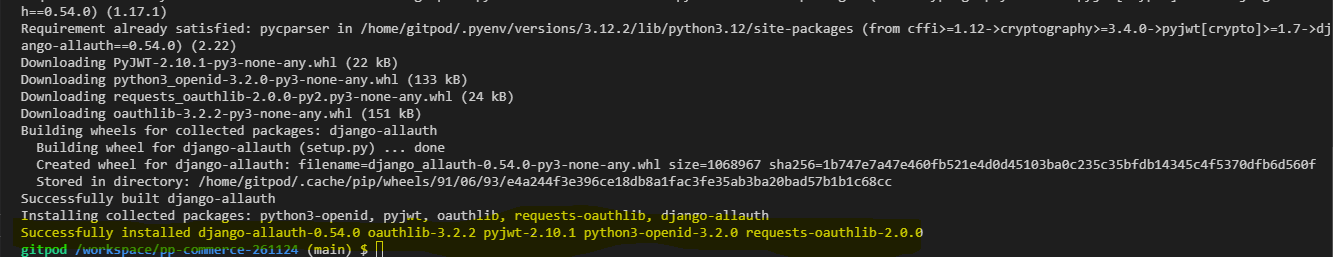 h==0.54.0) (1.17.1)
Requirement already satisfied: pycparser in /home/gitpod/.pyenv/versions/3.12.2/lib/python3.12/site-packages (from cffi>=1.12->cryptography>=3.4.0->pyjwt[crypto]>=1.7->dj
ango-allauth==0.54.0) (2.22)
Downloading PyJWT-2.10.1-py3-none-any.whl (22 kB)
Downloading python3_openid-3.2.0-py3-none-any.whl (133 kB)
Downloading requests_oauthlib-2.0.0-py2.py3-none-any.whl (24 kB)
Downloading oauthlib-3.2.2-py3-none-any.whl (151 kB)
Building wheels for collected packages: django-allauth
Building wheel for django-allauth (setup.py) ... done
Created wheel for django-allauth: filename=django_allauth-0.54.0-py3-none-any.whl size=1068967 sha256=1b747e7a47e460fb521e4d0d45103ba0c235c35bfdb14345c4f5370dfb6d560f
Stored in directory: /home/gitpod/.cache/pip/wheels/91/06/93/e4a244f3e396ce18db8a1fac3fe35ab3ba20bad57b1b1c68cc
Successfully built django-allauth
Installing collected packages: python3-openid, pyjwt, oauthlib, requests-oauthlib, django-allauth
Successfully installed django-allauth-0.54.0 oauthlib-3.2.2 pyjwt-2.10.1 python3-openid-3.2.0 requests-oauthlib-2.0.0
gitpod /workspace/pp-commerce-261124 (main) $